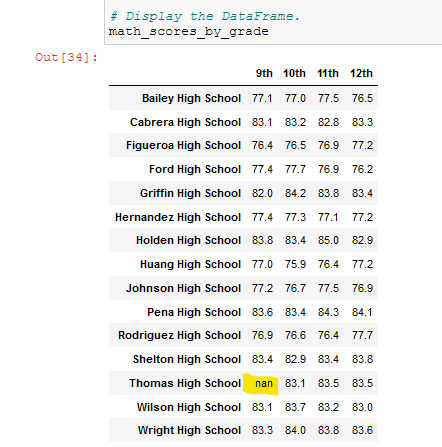 # Display the DataFrame.
math_scores_by_grade
Out[34]:
9th 10th 11th 12th
Bailey High School 77.1 77.0 77.5 76.5
Cabrera High School 83.1 83.2 82.8 83.3
Figueroa High School 76.4 76.5 76.9 77.2
Ford High School 77.4 77.7 76.9 76.2
Griffin High School 82.0 84.2 83.8 83.4
Hernandez High School 77.4 77.3 77.1 77.2
Holden High School 83.8 83.4 85.0 82.9
Huang High School 77.0 75.9 76.4 77.2
Johnson High School 77.2 76.7 77.5 76.9
Pena High School 83.6 83.4 84.3 84.1
Rodriguez High School 76.9 76.6 76.4 77.7
Shelton High School 83.4 82.9 83.4 83.8
Thomas High School nan 83.1 83.5 83.5
Wilson High School 83.1 83.7 83.2 83.0
Wright High School 83.3 84.0 83.8 83.6